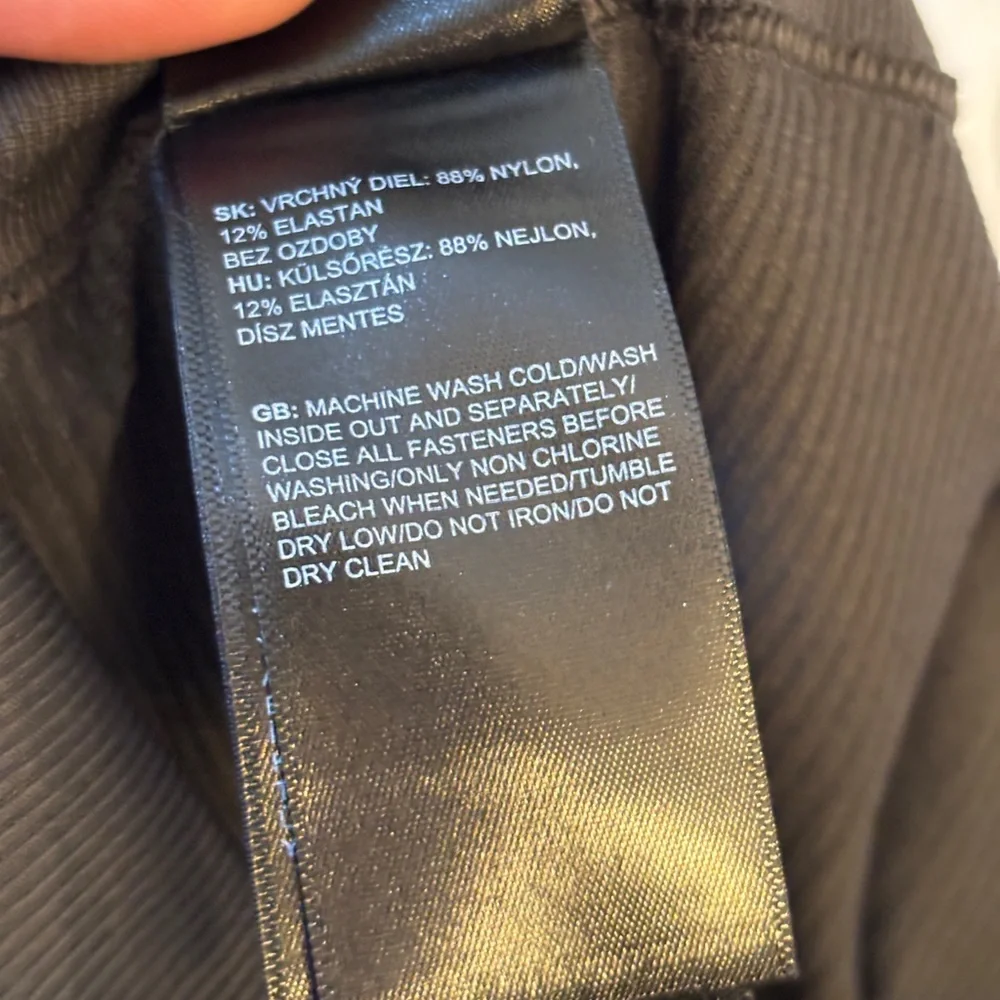 SK: VRCHNÝ DIEL: 88% NYLON,
12% ELASTAN
BEZ OZDOBY
HU: KÜLSŐRÉSZ: 88% NEJLON,
12% ELASZTÁN
DÍSZ MENTES
GB: MACHINE WASH COLD/WASH
INSIDE OUT AND SEPARATELY/
CLOSE ALL FASTENERS BEFORE
WASHING/ONLY NON CHLORINE
BLEACH WHEN NEEDED/TUMBLE
DRY LOW/DO NOT IRON/DO NOT
DRY CLEAN